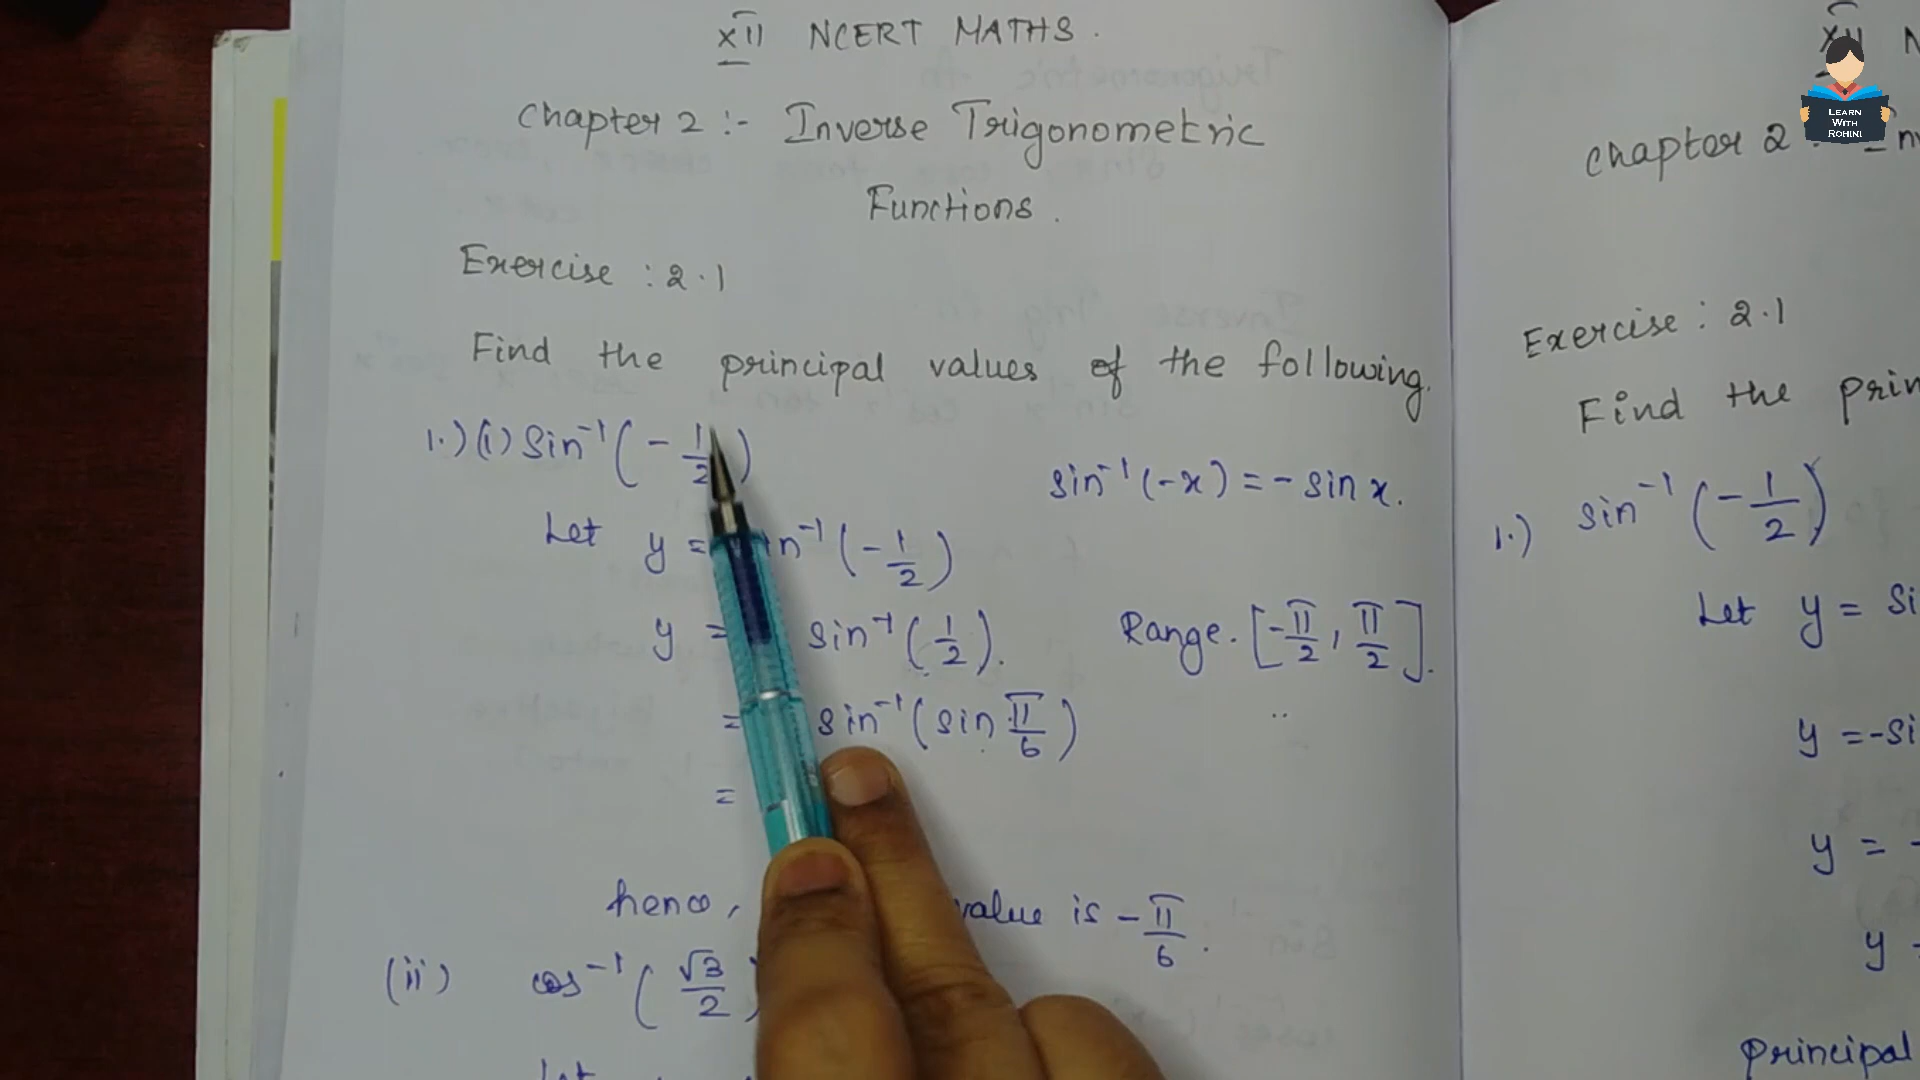 XII NCERT MATHS.
Chapter 2 :- Inverse Trigonometric
Functions.
Exercise : 2.1
Find the principal values of the following.
1.) (i) Sin⁻¹(-1/2)
sin⁻¹(-x) = - sin x.
Let y = in⁻¹(-1/2)
y = sin⁻¹(1/2).
Range. [-π/2, π/2].
= sin⁻¹(sin π/6)
=
hence, value is -π/6.
(ii) cos⁻¹(√3/2
Let
XII N
Chapter 2
Exercise : 2.1
Find the prin
1.) sin⁻¹(-1/2)
Let y = Si
y = -Si
y = -
y
principal
LEARN
WITH
ROHINI